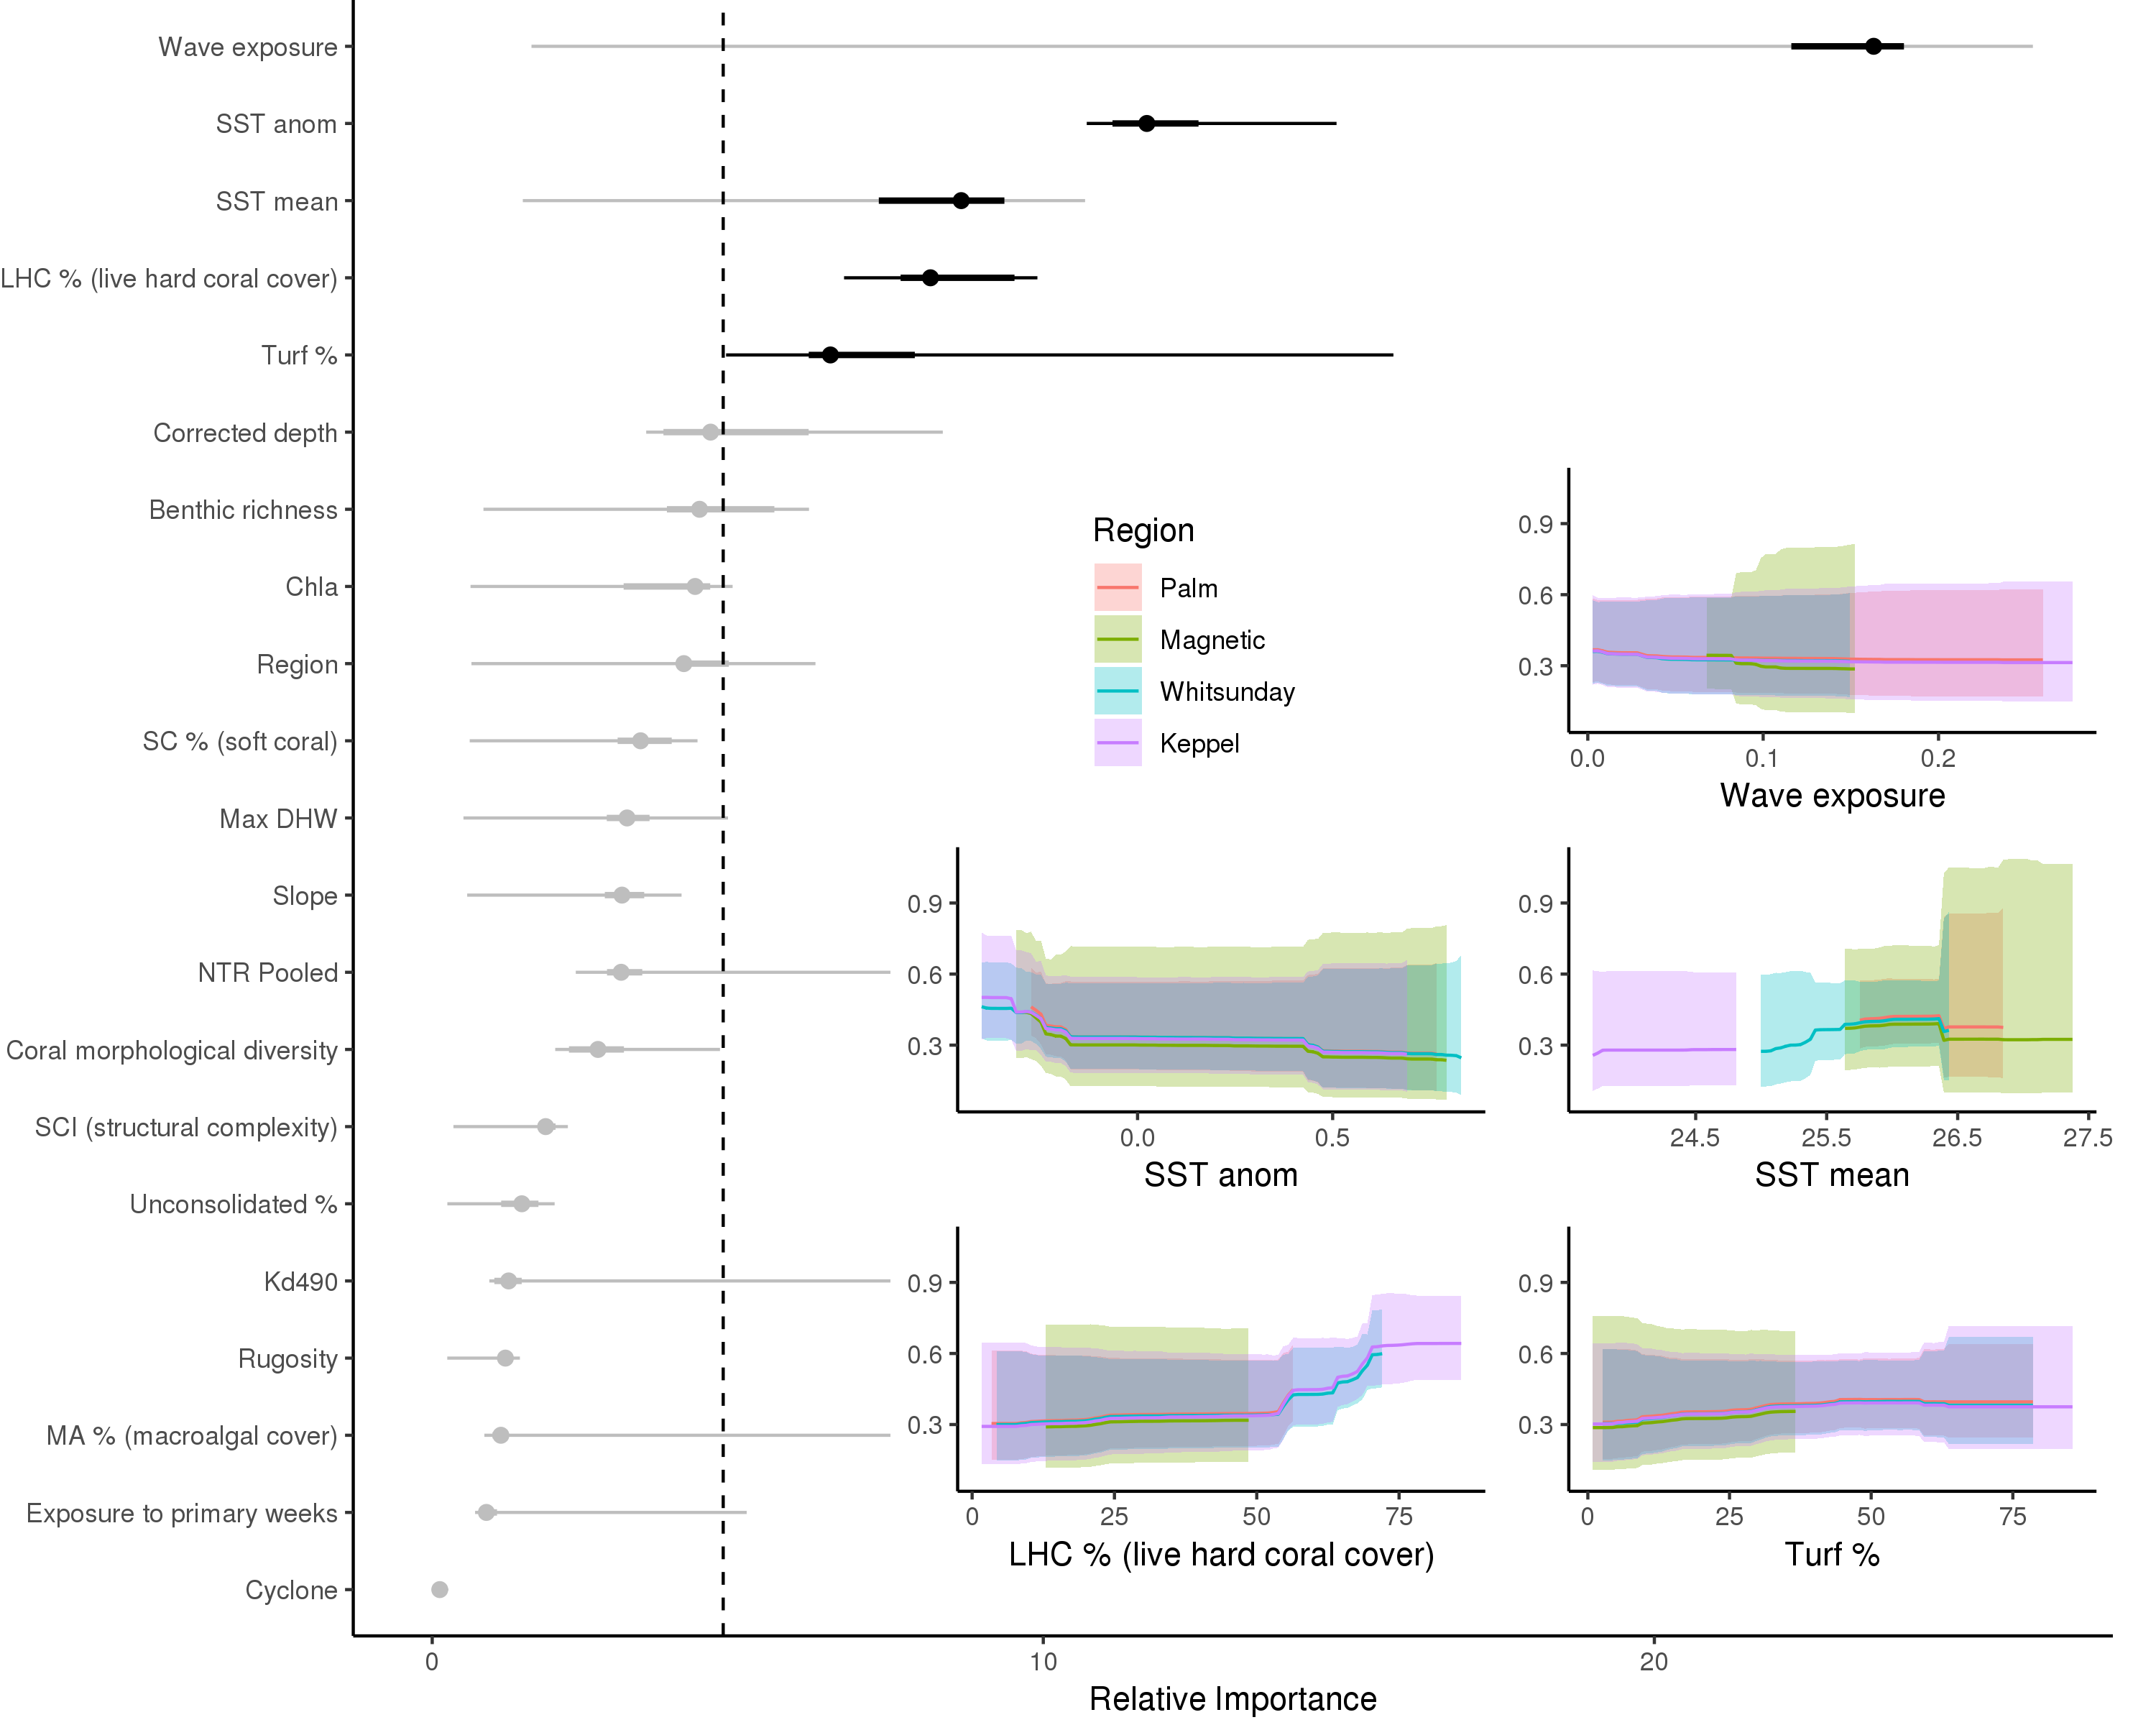 Wave exposure
SST anom
SST mean
LHC % (live hard coral cover)
Turf %
Corrected depth
Benthic richness
Chla
Region
SC % (soft coral)
Max DHW
Slope
NTR Pooled
Coral morphological diversity
SCI (structural complexity)
Unconsolidated %
Kd490
Rugosity
MA % (macroalgal cover)
Exposure to primary weeks
Cyclone
0 10 20
Relative Importance
Region
Palm
Magnetic
Whitsunday
Keppel
0.9
0.6
0.3
0.0 0.1 0.2
Wave exposure
0.9
0.6
0.3
0.0 0.5
SST anom
0.9
0.6
0.3
24.5 25.5 26.5 27.5
SST mean
0.9
0.6
0.3
0 25 50 75
LHC % (live hard coral cover)
0.9
0.6
0.3
0 25 50 75
Turf %